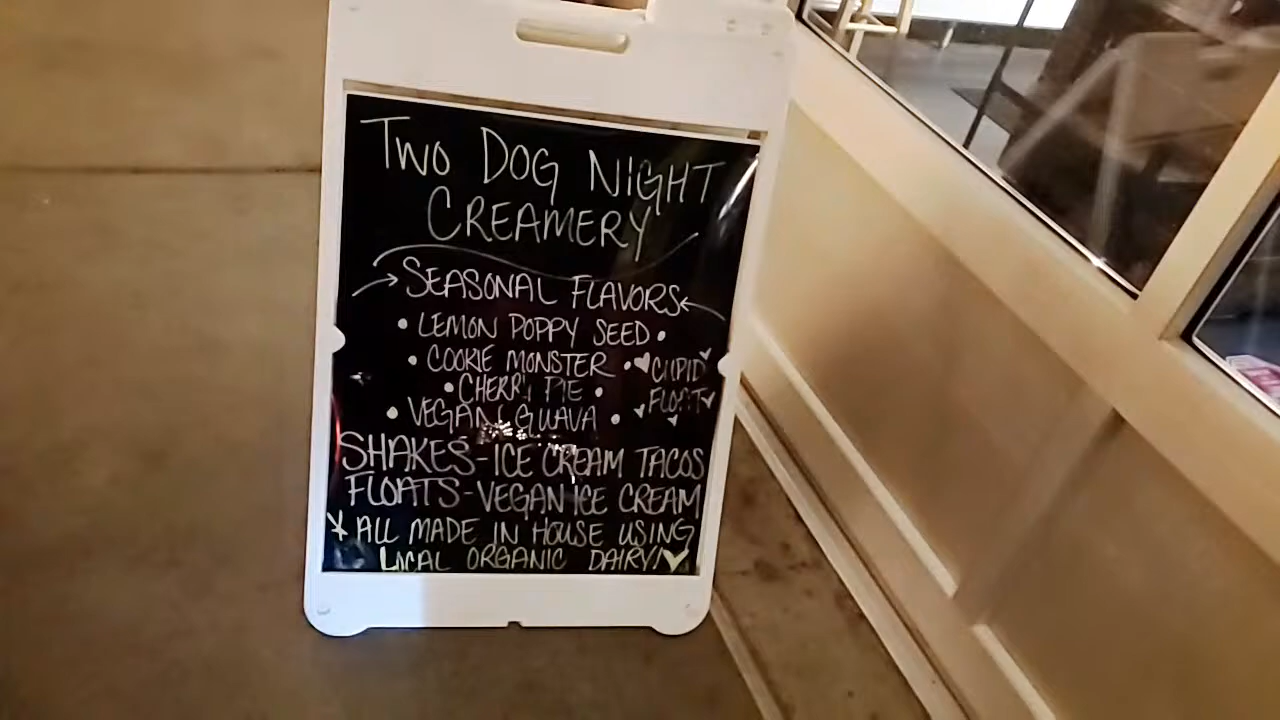 TWO DOG NIGHT
CREAMERY
SEASONAL FLAVORS
• LEMON POPPY SEED •
• COOKIE MONSTER •
• CHERRY PIE •
• VEGAN GUAVA •
CUPID
FLOAT
SHAKES-ICE CREAM TACOS
FLOATS-VEGAN ICE CREAM
* ALL MADE IN HOUSE USING
LOCAL ORGANIC DAIRY!